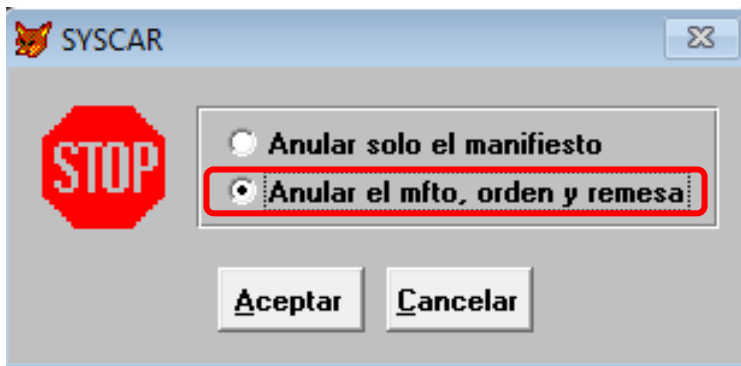 SYSCAR
STOP
Anular solo el manifiesto
Anular el mfto, orden y remesa
Aceptar
Cancelar